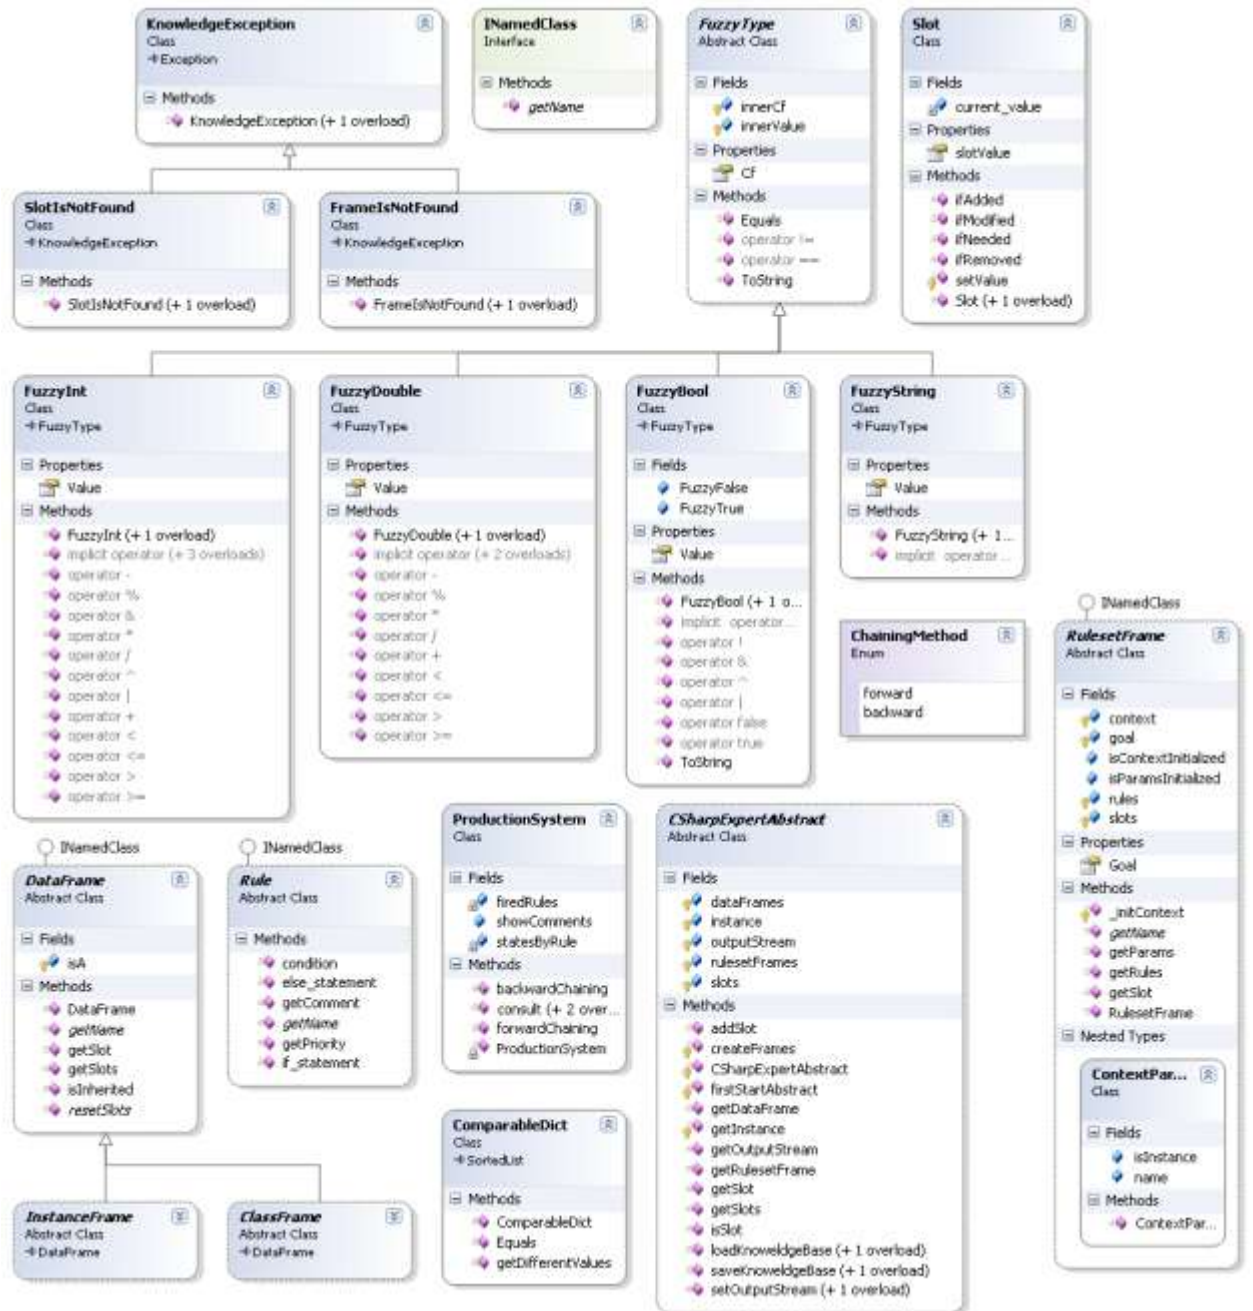 KnowledgeException
Class
Exception
Methods
KnowledgeException (+ 1 overload)
INamedClass
Interface
Methods
getName
FuzzyType
Abstract Class
Fields
innerCf
innerValue
Properties
Cf
Methods
Equals
operator !=
operator ==
ToString
Slot
Class
Fields
current_value
Properties
slotValue
Methods
ifAdded
ifModified
ifNeeded
ifRemoved
setValue
Slot (+ 1 overload)
SlotIsNotFound
Class
KnowledgeException
Methods
SlotIsNotFound (+ 1 overload)
FrameIsNotFound
Class
KnowledgeException
Methods
FrameIsNotFound (+ 1 overload)
FuzzyInt
Class
FuzzyType
Properties
Value
Methods
FuzzyInt (+ 1 overload)
implicit operator (+ 3 overloads)
operator -
operator %
operator &
operator *
operator /
operator ^
operator |
operator +
operator <
operator <=
operator >
operator >=
FuzzyDouble
Class
FuzzyType
Properties
Value
Methods
FuzzyDouble (+ 1 overload)
implicit operator (+ 2 overloads)
operator -
operator %
operator *
operator /
operator +
operator <
operator <=
operator >
operator >=
FuzzyBool
Class
FuzzyType
Fields
FuzzyFalse
FuzzyTrue
Properties
Value
Methods
FuzzyBool (+ 1 o...
implicit operator...
operator !
operator &
operator ^
operator |
operator false
operator true
ToString
FuzzyString
Class
FuzzyType
Properties
Value
Methods
FuzzyString (+ 1...
implicit operator ...
ChainingMethod
Enum
forward
backward
INamedClass
RulesetFrame
Abstract Class
Fields
context
goal
isContextInitialized
isParamsInitialized
rules
slots
Properties
Goal
Methods
_initContext
getName
getParams
getRules
getSlot
RulesetFrame
Nested Types
ContextPar...
Class
Fields
isInstance
name
Methods
ContextPar...
INamedClass
DataFrame
Abstract Class
Fields
isA
Methods
DataFrame
getName
getSlot
getSlots
isInherited
resetSlots
INamedClass
Rule
Abstract Class
Methods
condition
else_statement
getComment
getName
getPriority
if_statement
ProductionSystem
Class
Fields
firedRules
showComments
statesByRule
Methods
backwardChaining
consult (+ 2 over...
forwardChaining
ProductionSystem
CSharpExpertAbstract
Abstract Class
Fields
dataFrames
instance
outputStream
rulesetFrames
slots
Methods
addSlot
createFrames
CSharpExpertAbstract
firstStartAbstract
getDataFrame
getInstance
getOutputStream
getRulesetFrame
getSlot
getSlots
isSlot
loadKnoweldgeBase (+ 1 overload)
saveKnoweldgeBase (+ 1 overload)
setOutputStream (+ 1 overload)
ComparableDict
Class
SortedList
Methods
ComparableDict
Equals
getDifferentValues
InstanceFrame
Abstract Class
DataFrame
ClassFrame
Abstract Class
DataFrame